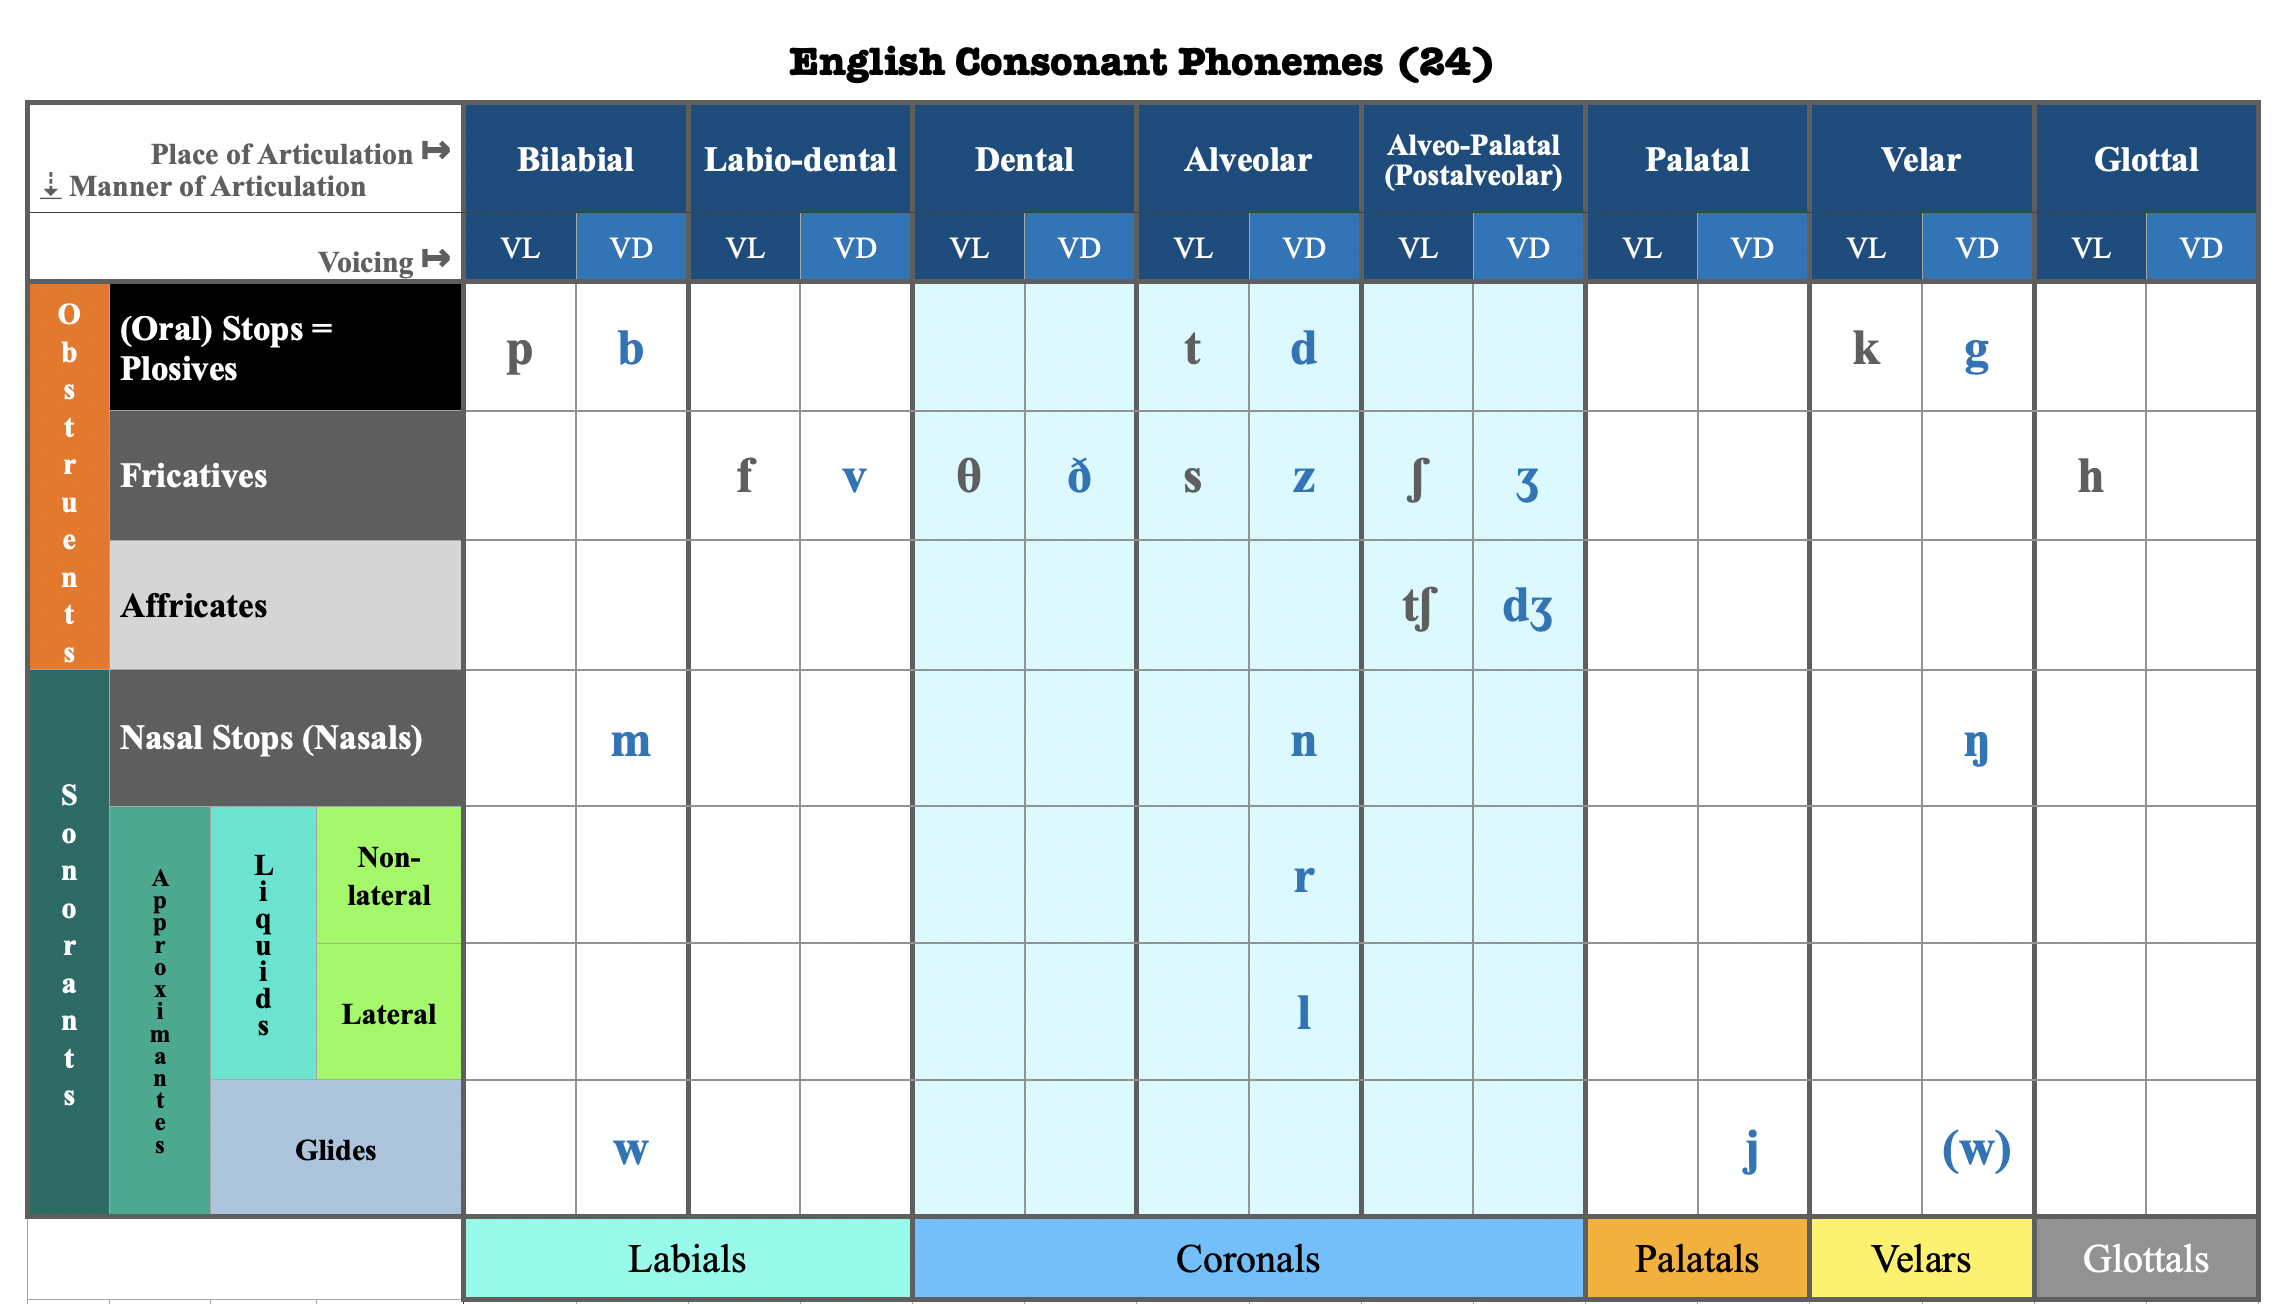 English Consonant Phonemes (24)
Place of Articulation ↦
⤓ Manner of Articulation
Bilabial
Labio-dental
Dental
Alveolar
Alveo-Palatal
(Postalveolar)
Palatal
Velar
Glottal
Voicing ↦
VL VD VL VD VL VD VL VD VL VD VL VD VL VD VL VD
Obstruents
(Oral) Stops =
Plosives
p b t d k g
Fricatives
f v θ ð s z ʃ ʒ h
Affricates
tʃ dʒ
Sonorants
Nasal Stops (Nasals)
m n ŋ
Approximantes
Liquids
Non-
lateral
r
Lateral
l
Glides
w j (w)
Labials Coronals Palatals Velars Glottals